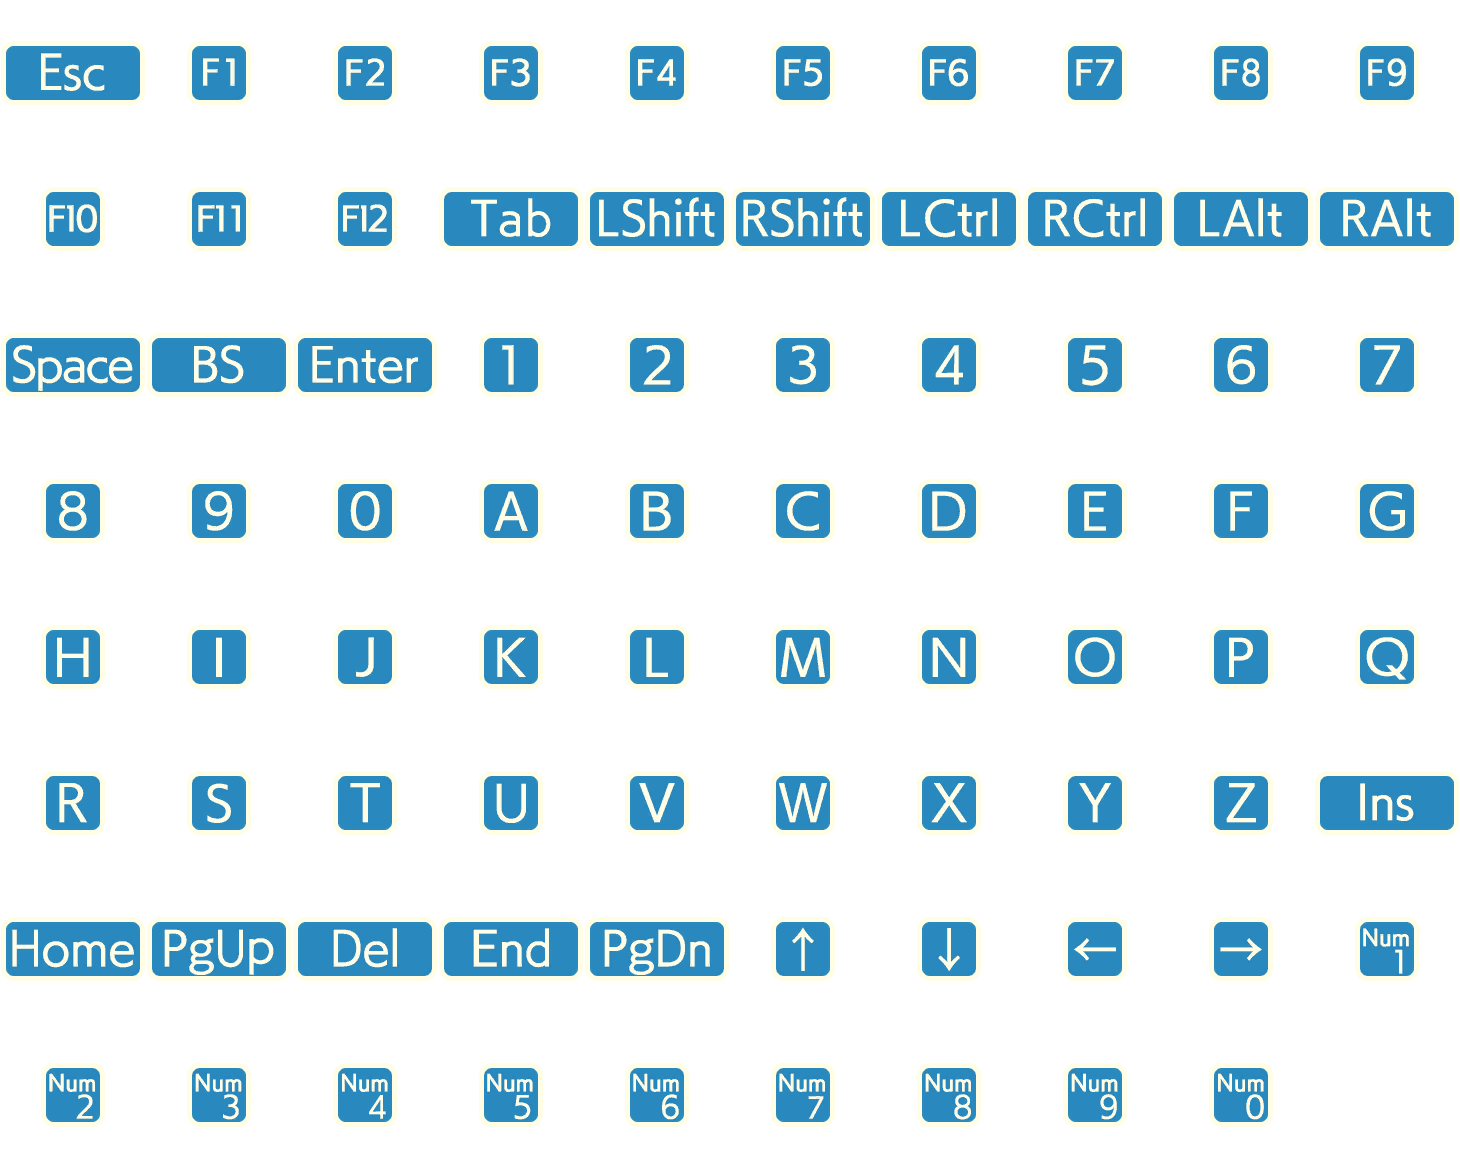 Esc F1 F2 F3 F4 F5 F6 F7 F8 F9
F10 F11 F12 Tab LShift RShift LCtrl RCtrl LAlt RAlt
Space BS Enter 1 2 3 4 5 6 7
8 9 0 A B C D E F G
H I J K L M N O P Q
R S T U V W X Y Z Ins
Home PgUp Del End PgDn ↑ ↓ ← → Num 1
Num 2 Num 3 Num 4 Num 5 Num 6 Num 7 Num 8 Num 9 Num 0